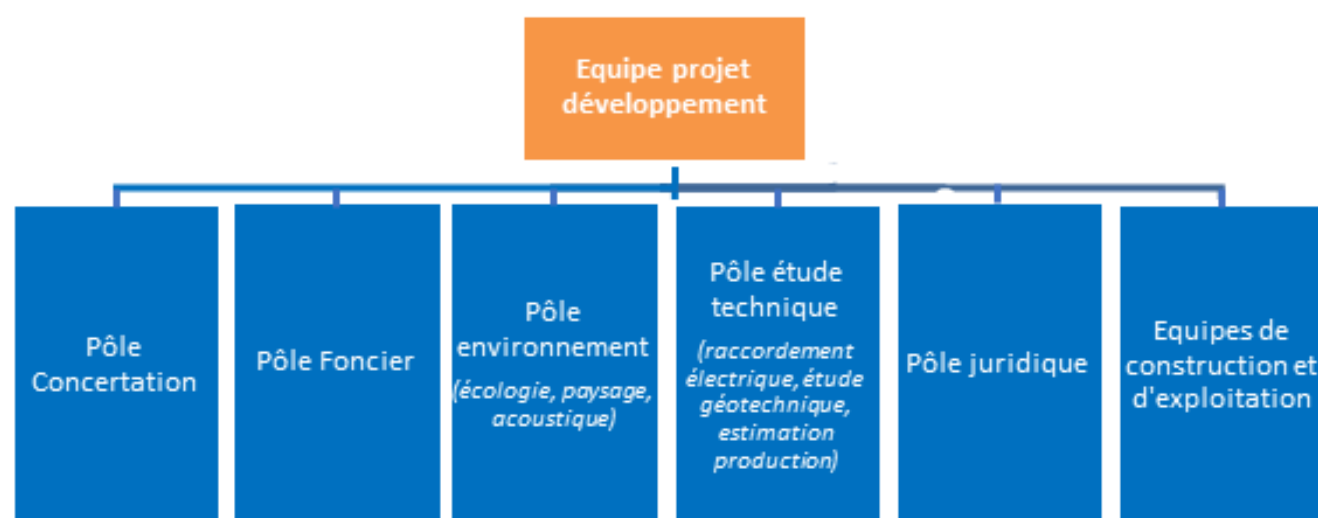 Equipe projet
développement
Pôle
Concertation
Pôle Foncier
Pôle
environnement
(écologie, paysage,
acoustique)
Pôle étude
technique
(raccordement
électrique, étude
géotechnique,
estimation
production)
Pôle juridique
Equipes de
construction et
d'exploitation